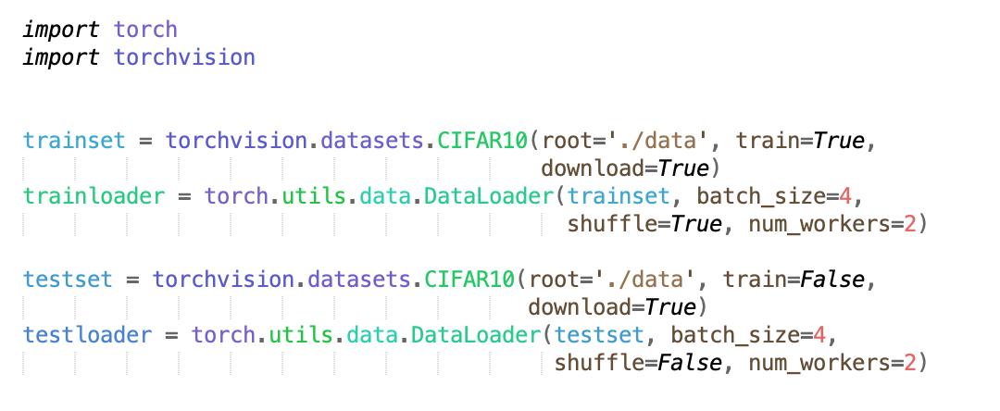 import torch
import torchvision
trainset = torchvision.datasets.CIFAR10(root='./data', train=True,
download=True)
trainloader = torch.utils.data.DataLoader(trainset, batch_size=4,
shuffle=True, num_workers=2)
testset = torchvision.datasets.CIFAR10(root='./data', train=False,
download=True)
testloader = torch.utils.data.DataLoader(testset, batch_size=4,
shuffle=False, num_workers=2)